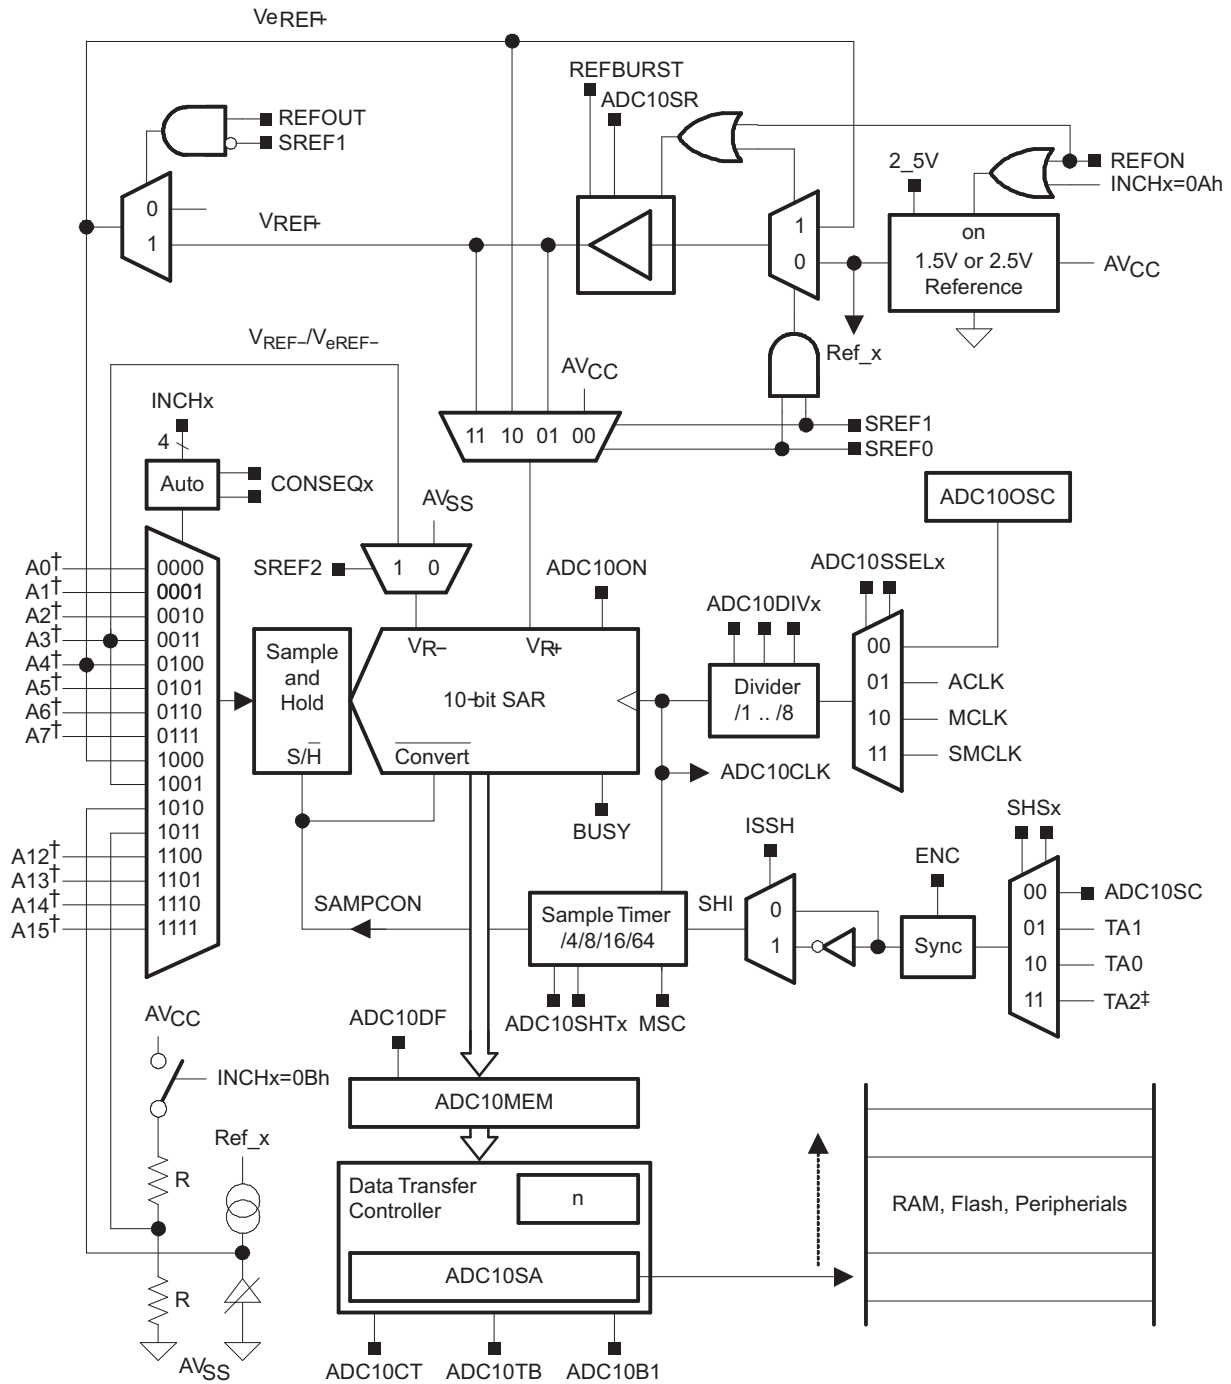 VeREF+
REFBURST
ADC10SR
REFOUT
SREF1
2_5V
REFON
INCHx=0Ah
0
1
VREF+
1
0
on
1.5V or 2.5V
Reference
AVCC
VREF−/VeREF−
AVCC
Ref_x
INCHx
4
11 10 01 00
SREF1
SREF0
Auto
CONSEQx
AVSS
ADC10OSC
SREF2
1 0
ADC10ON
ADC10SSELx
ADC10DIVx
A0†
A1†
A2†
A3†
A4†
A5†
A6†
A7†
A12†
A13†
A14†
A15†
0000
0001
0010
0011
0100
0101
0110
0111
1000
1001
1010
1011
1100
1101
1110
1111
Sample
and
Hold
S/H
VR−
VR+
10−bit SAR
Convert
Divider
/1 .. /8
00
01
10
11
ACLK
MCLK
SMCLK
ADC10CLK
BUSY
ISSH
ENC
SHSx
SAMPCON
Sample Timer
/4/8/16/64
SHI
0
1
Sync
00
01
10
11
ADC10SC
TA1
TA0
TA2‡
ADC10DF
ADC10SHTx
MSC
AVCC
INCHx=0Bh
ADC10MEM
Ref_x
R
R
AVSS
Data Transfer
Controller
n
ADC10SA
RAM, Flash, Peripherials
ADC10CT
ADC10TB
ADC10B1